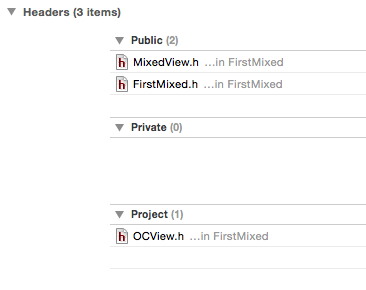 Headers (3 items)
Public (2)
MixedView.h ...in FirstMixed
FirstMixed.h ...in FirstMixed
Private (0)
Project (1)
OCView.h ...in FirstMixed